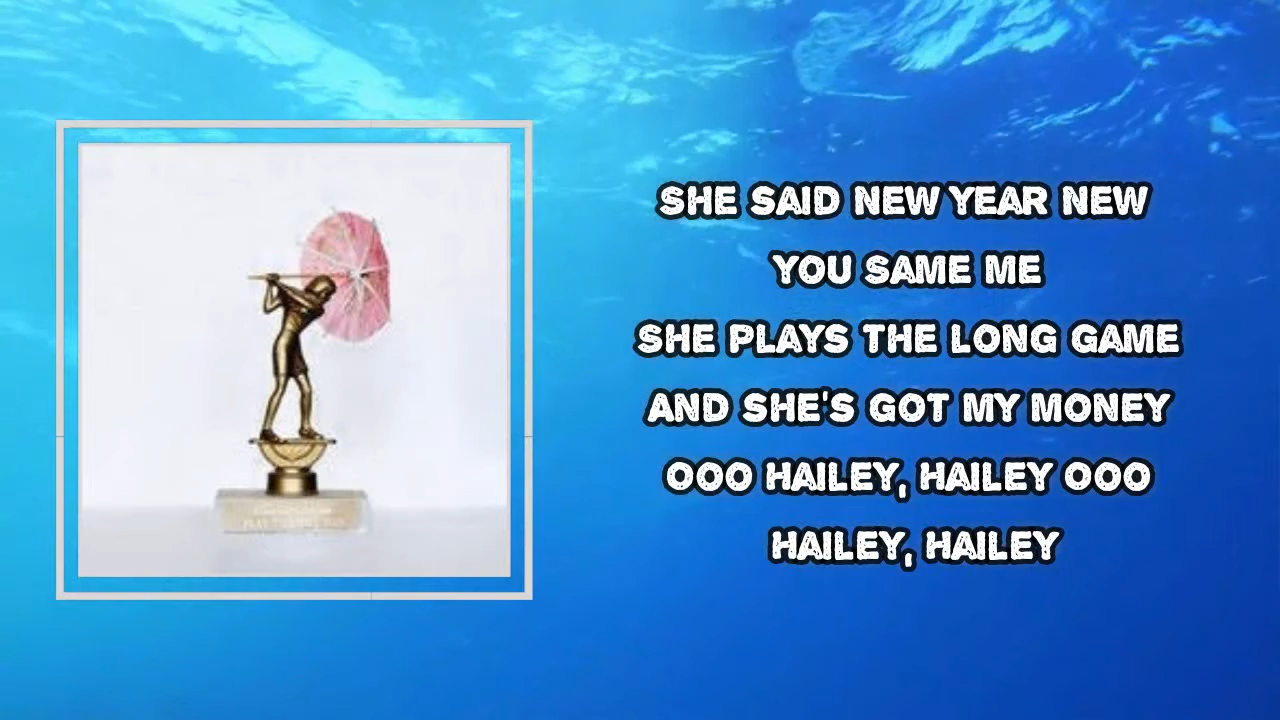 SHE SAID NEW YEAR NEW
YOU SAME ME
SHE PLAYS THE LONG GAME
AND SHE'S GOT MY MONEY
OOO HAILEY, HAILEY OOO
HAILEY, HAILEY